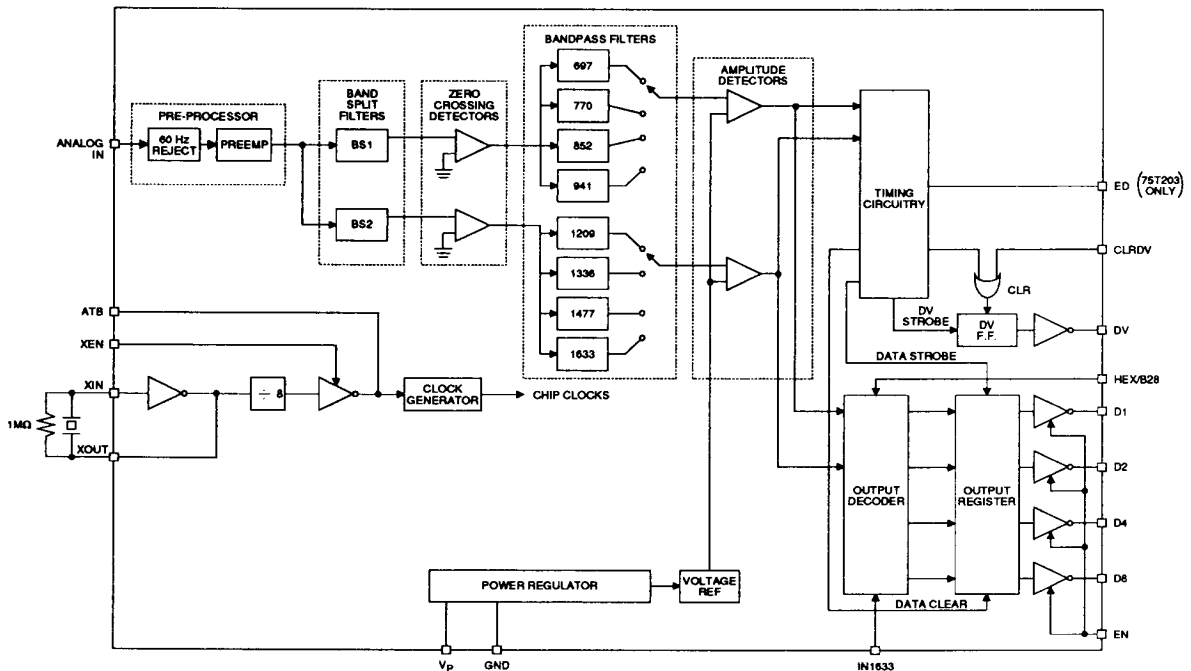 BANDPASS FILTERS
697
770
852
941
1209
1336
1477
1633
AMPLITUDE
DETECTORS
BAND
SPLIT
FILTERS
ZERO
CROSSING
DETECTORS
PRE-PROCESSOR
ANALOG
IN
60 Hz
REJECT
PREEMP
BS1
BS2
TIMING
CIRCUITRY
ED (75T203 ONLY)
CLRDV
CLR
DV
STROBE
DV
F.F.
DV
DATA STROBE
HEX/B28
ATB
XEN
XIN
÷ 8
CLOCK
GENERATOR
CHIP CLOCKS
1MΩ
XOUT
D1
D2
D4
D8
OUTPUT
DECODER
OUTPUT
REGISTER
POWER REGULATOR
VOLTAGE
REF
DATA CLEAR
EN
VP
GND
IN1633